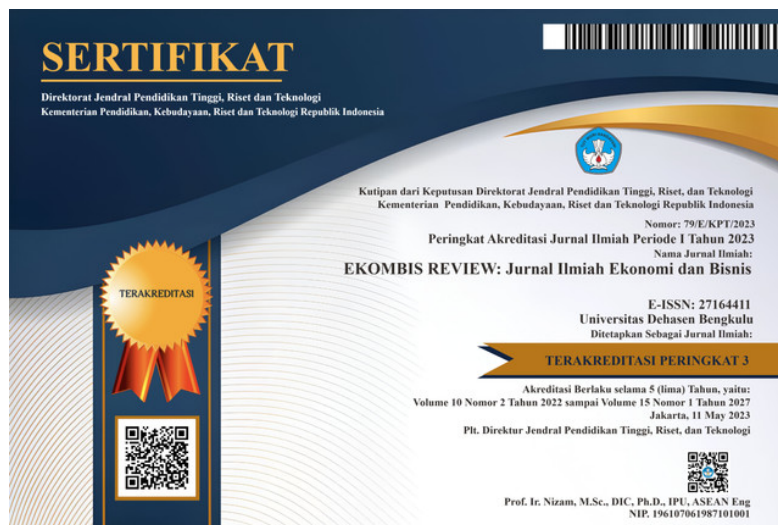 SERTIFIKAT
Direktorat Jendral Pendidikan Tinggi, Riset dan Teknologi
Kementerian Pendidikan, Kebudayaan, Riset dan Teknologi Republik Indonesia
Kutipan dari Keputusan Direktorat Jendral Pendidikan Tinggi, Riset, dan Teknologi
Kementerian Pendidikan, Kebudayaan, Riset dan Teknologi Republik Indonesia
Nomor: 79/E/KPT/2023
Peringkat Akreditasi Jurnal Ilmiah Periode I Tahun 2023
Nama Jurnal Ilmiah:
EKOMBIS REVIEW: Jurnal Ilmiah Ekonomi dan Bisnis
E-ISSN: 27164411
Universitas Dehasen Bengkulu
Ditetapkan Sebagai Jurnal Ilmiah:
TERAKREDITASI PERINGKAT 3
TERAKREDITASI
Akreditasi Berlaku selama 5 (lima) Tahun, yaitu:
Volume 10 Nomor 2 Tahun 2022 sampai Volume 15 Nomor 1 Tahun 2027
Jakarta, 11 May 2023
Plt. Direktur Jendral Pendidikan Tinggi, Riset, dan Teknologi
Prof. Ir. Nizam, M.Sc., DIC, Ph.D., IPU, ASEAN Eng
NIP. 196107061987101001